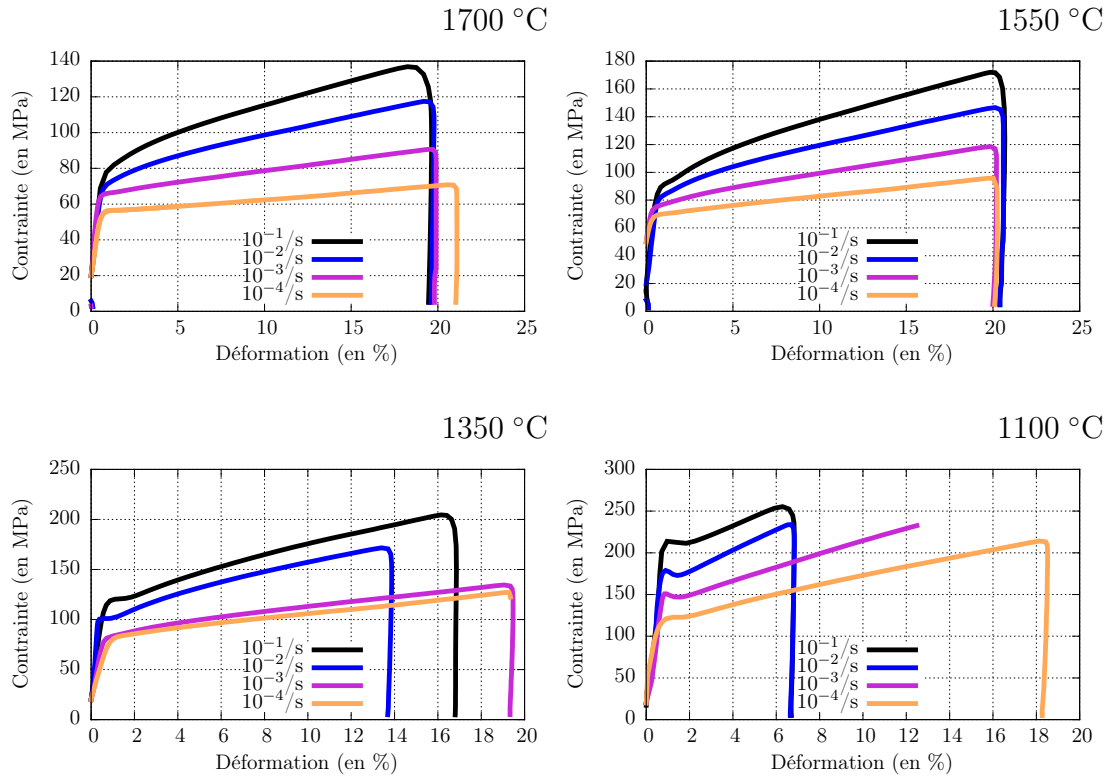 1700 °C
Contrainte (en MPa)
140
120
100
80
60
40
20
0
10⁻¹/s
10⁻²/s
10⁻³/s
10⁻⁴/s
0 5 10 15 20 25
Déformation (en %)
1550 °C
Contrainte (en MPa)
180
160
140
120
100
80
60
40
20
0
10⁻¹/s
10⁻²/s
10⁻³/s
10⁻⁴/s
0 5 10 15 20 25
Déformation (en %)
1350 °C
Contrainte (en MPa)
250
200
150
100
50
0
10⁻¹/s
10⁻²/s
10⁻³/s
10⁻⁴/s
0 2 4 6 8 10 12 14 16 18 20
Déformation (en %)
1100 °C
Contrainte (en MPa)
300
250
200
150
100
50
0
10⁻¹/s
10⁻²/s
10⁻³/s
10⁻⁴/s
0 2 4 6 8 10 12 14 16 18 20
Déformation (en %)